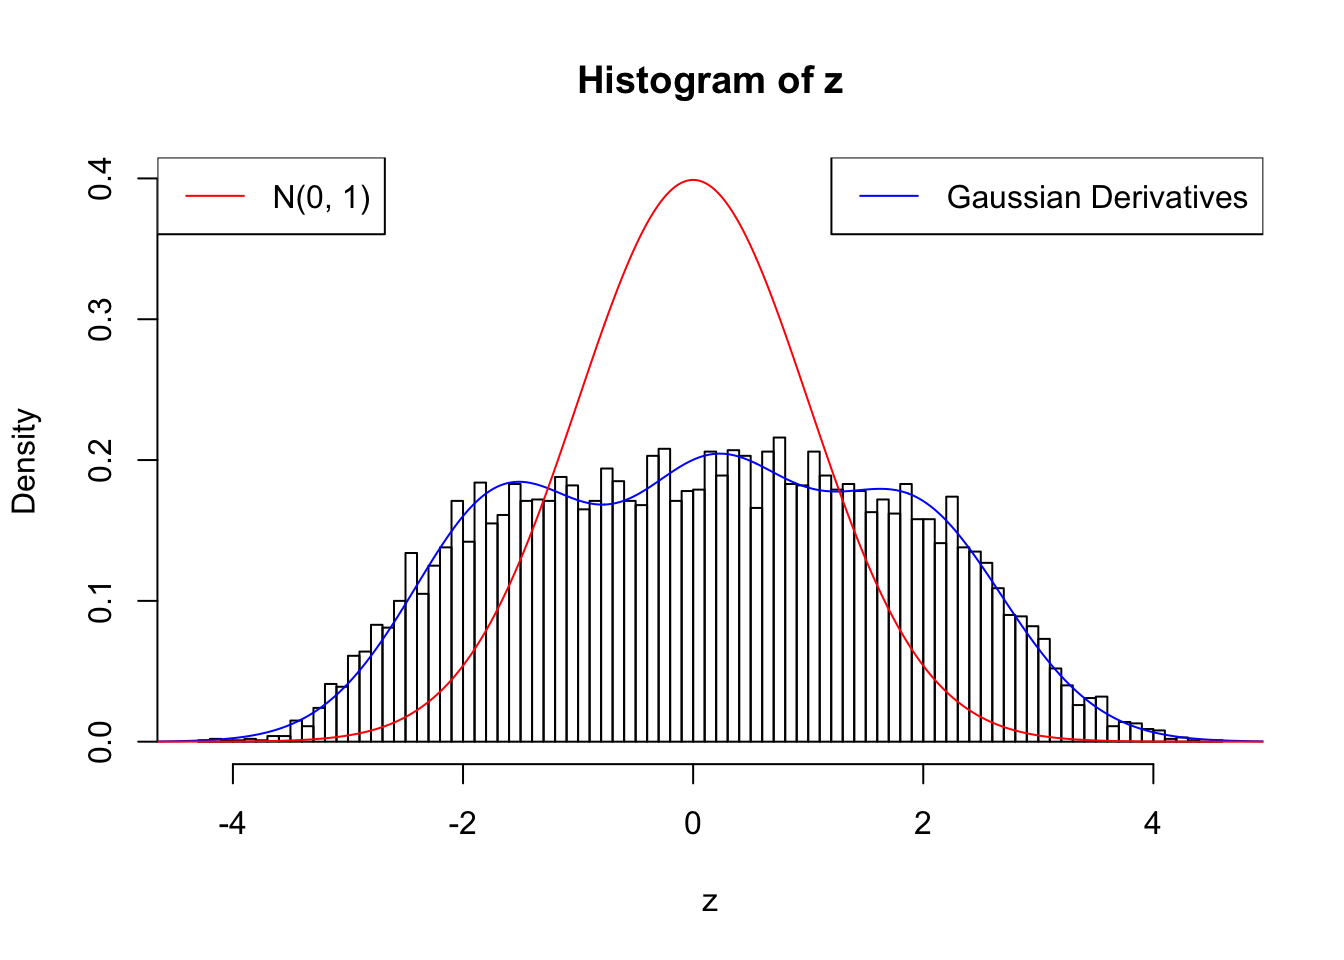 Histogram of z
N(0, 1)
Gaussian Derivatives
Density
0.4
0.3
0.2
0.1
0.0
-4 -2 0 2 4
z